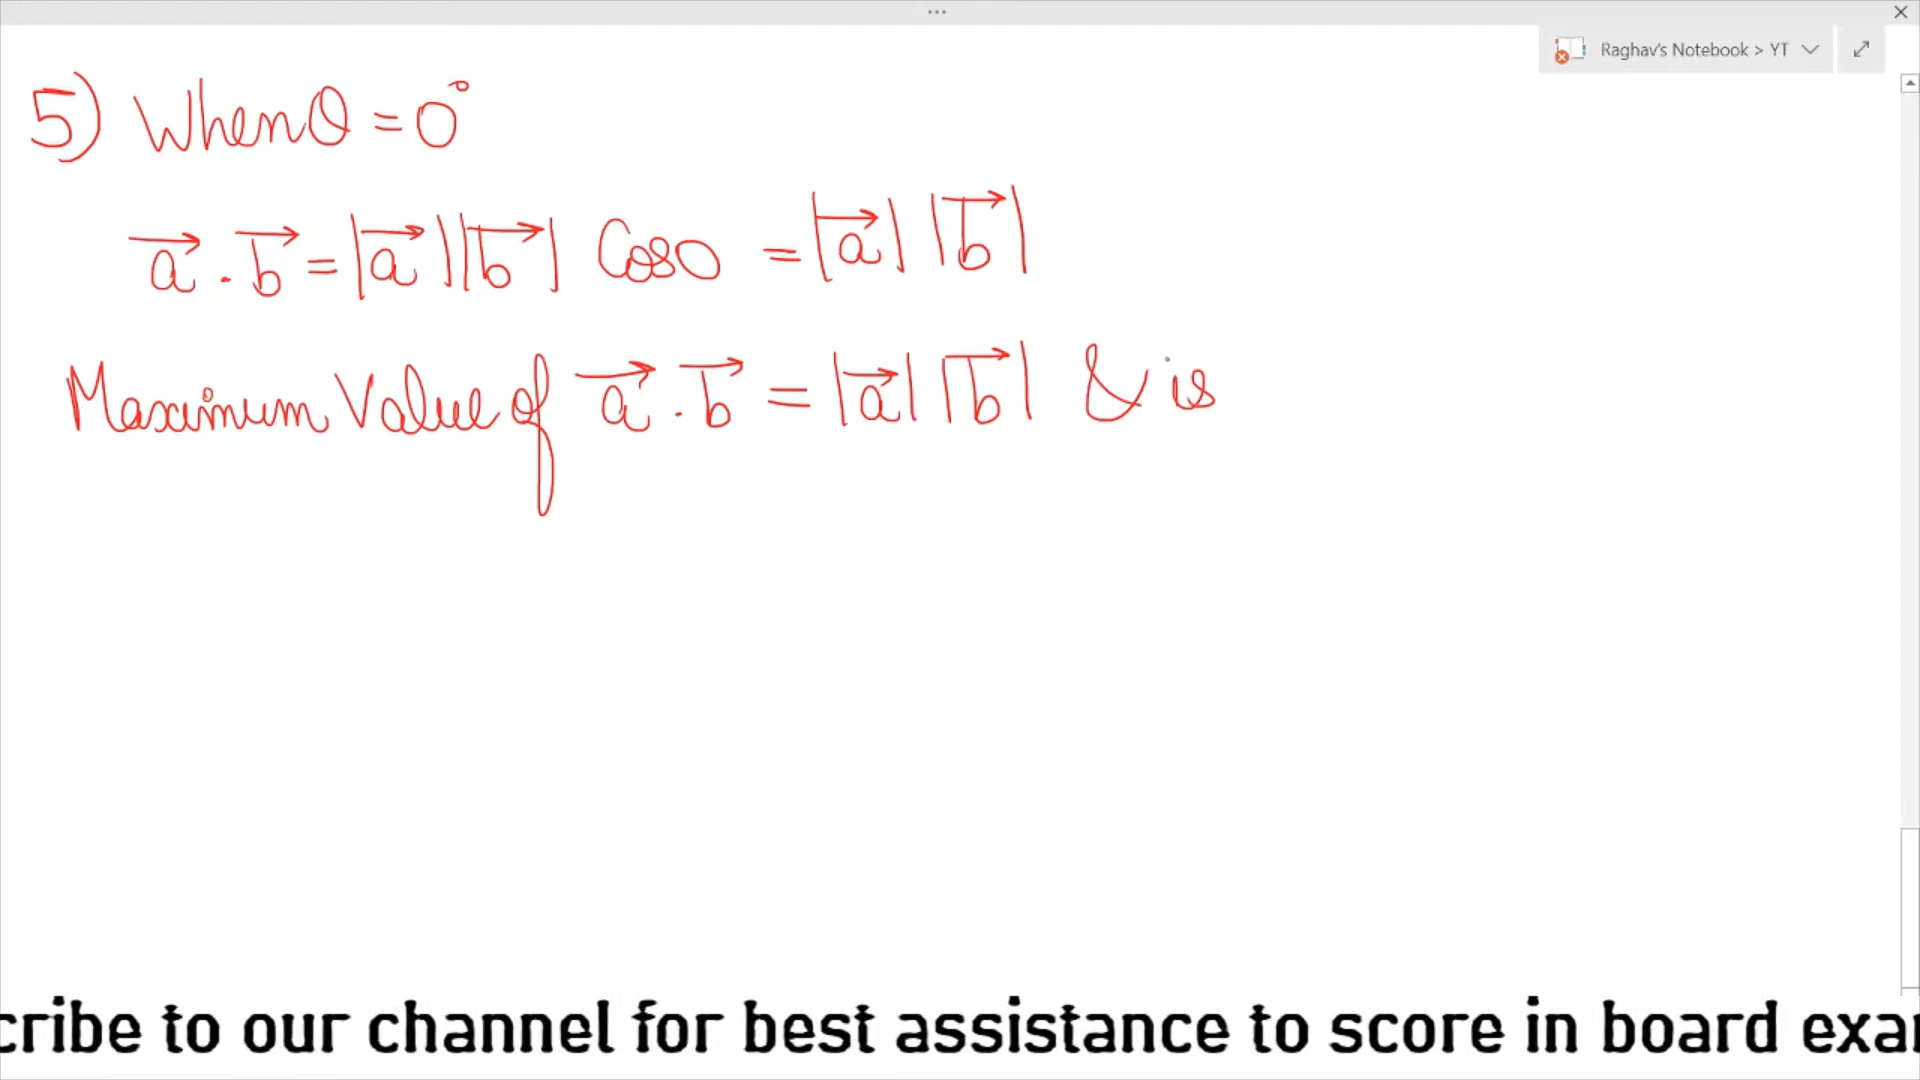 Raghav's Notebook > YT
5) When θ = 0°
a⃗ . b⃗ = |a⃗| |b⃗| Cos0 = |a⃗| |b⃗|
Maximum Value of a⃗ . b⃗ = |a⃗| |b⃗| & is
cribe to our channel for best assistance to score in board exa